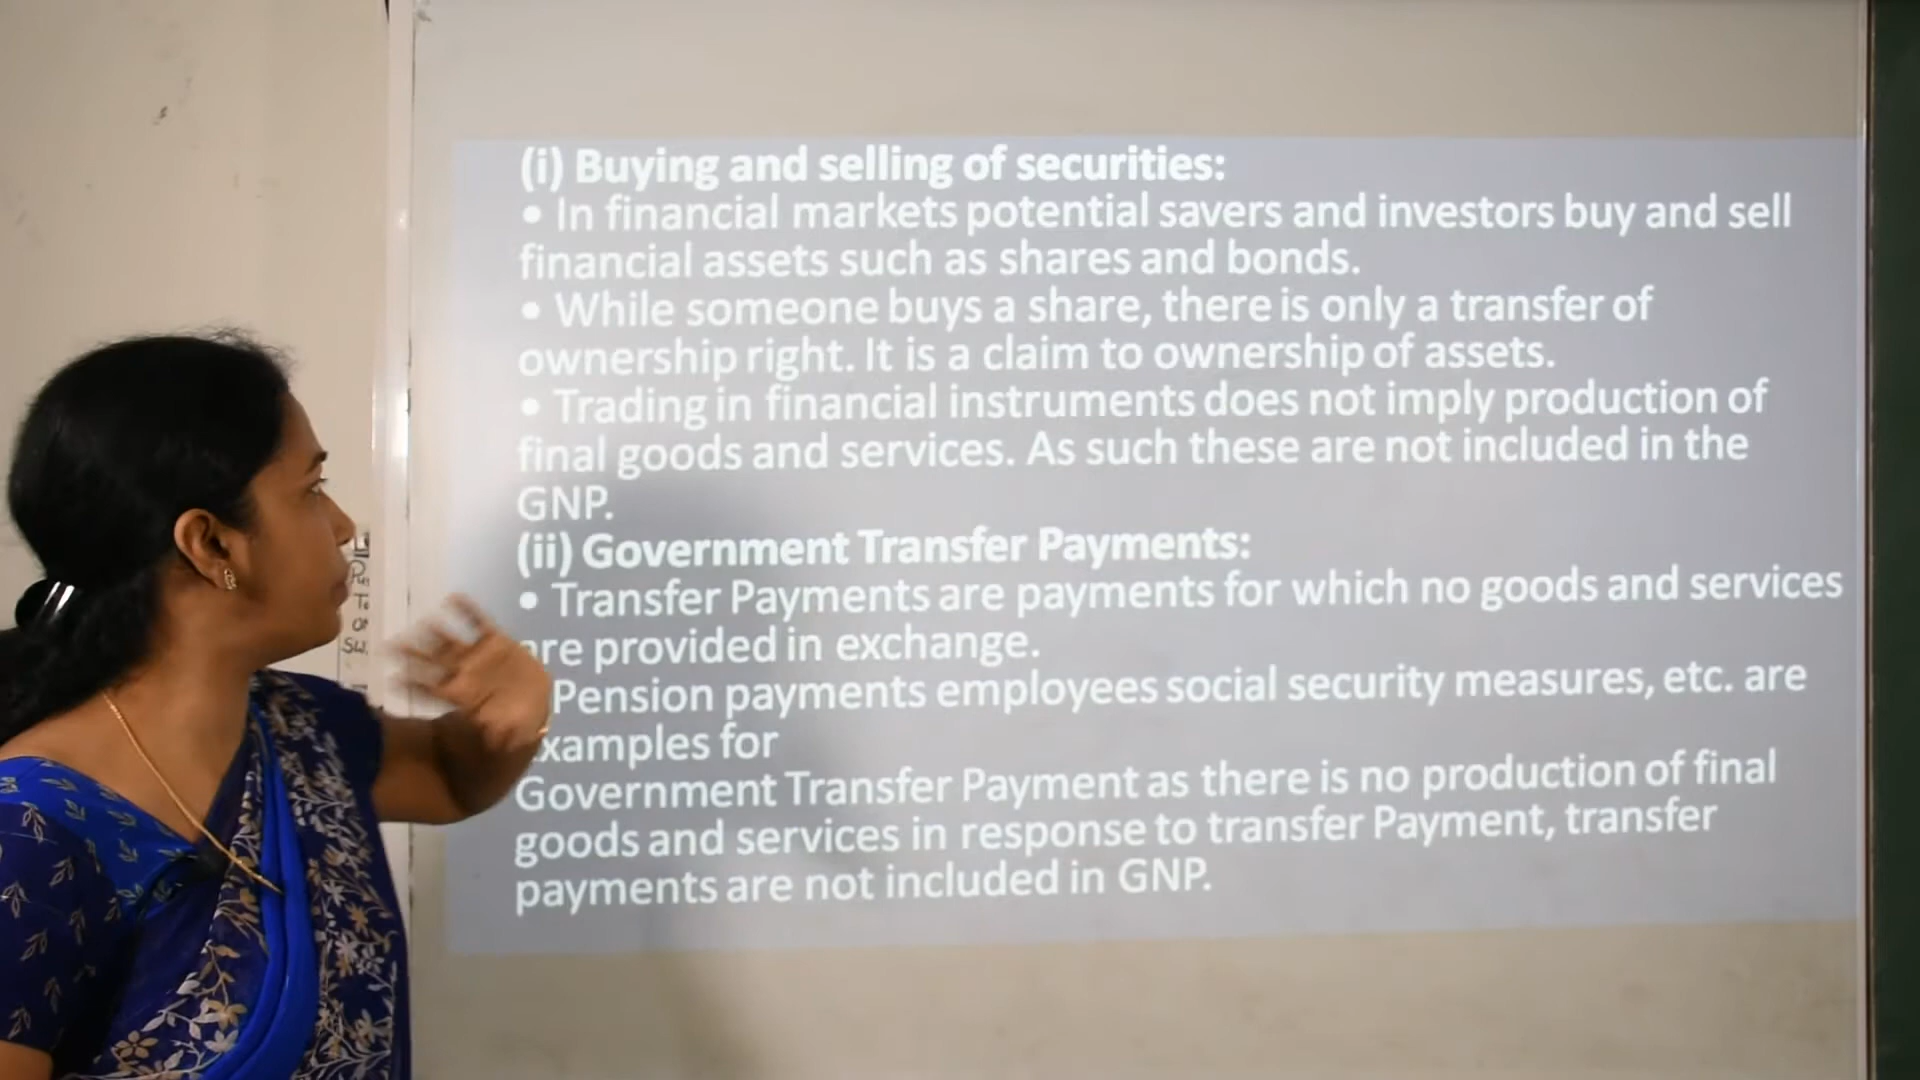 (i) Buying and selling of securities:
• In financial markets potential savers and investors buy and sell
financial assets such as shares and bonds.
• While someone buys a share, there is only a transfer of
ownership right. It is a claim to ownership of assets.
• Trading in financial instruments does not imply production of
final goods and services. As such these are not included in the
GNP.
(ii) Government Transfer Payments:
• Transfer Payments are payments for which no goods and services
are provided in exchange.
Pension payments employees social security measures, etc. are
xamples for
Government Transfer Payment as there is no production of final
goods and services in response to transfer Payment, transfer
payments are not included in GNP.